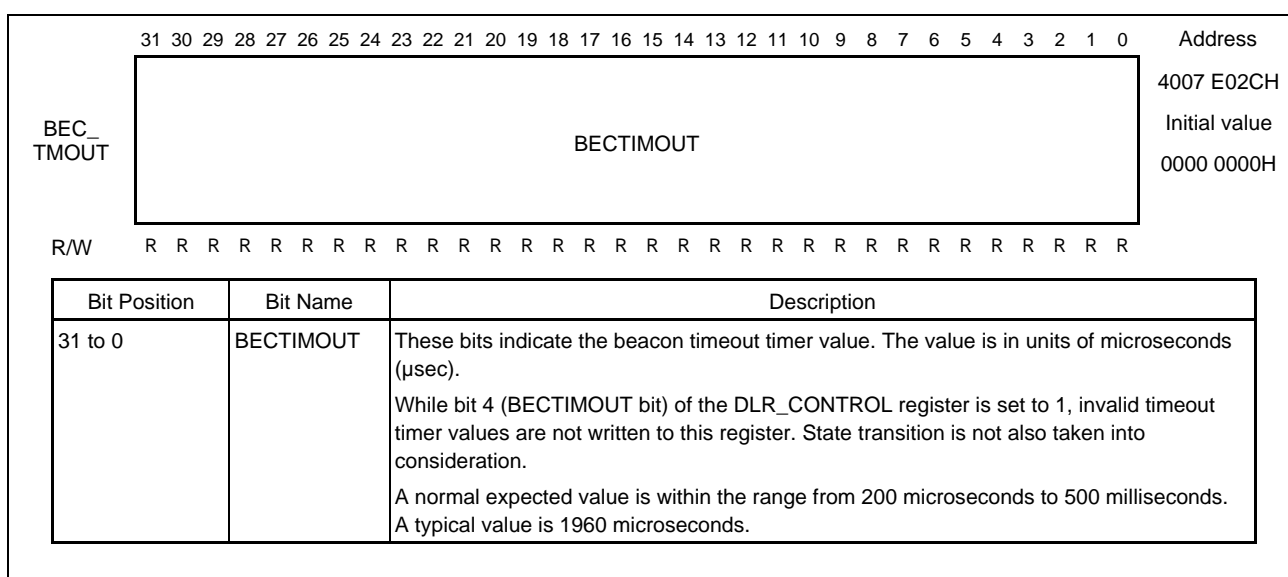 31 30 29 28 27 26 25 24 23 22 21 20 19 18 17 16 15 14 13 12 11 10 9 8 7 6 5 4 3 2 1 0 Address
4007 E02CH
BEC_
TMOUT
BECTIMOUT
Initial value
0000 0000H
R/W R R R R R R R R R R R R R R R R R R R R R R R R R R R R R R R R
Bit Position Bit Name Description
31 to 0 BECTIMOUT These bits indicate the beacon timeout timer value. The value is in units of microseconds
(µsec).
While bit 4 (BECTIMOUT bit) of the DLR_CONTROL register is set to 1, invalid timeout
timer values are not written to this register. State transition is not also taken into
consideration.
A normal expected value is within the range from 200 microseconds to 500 milliseconds.
A typical value is 1960 microseconds.